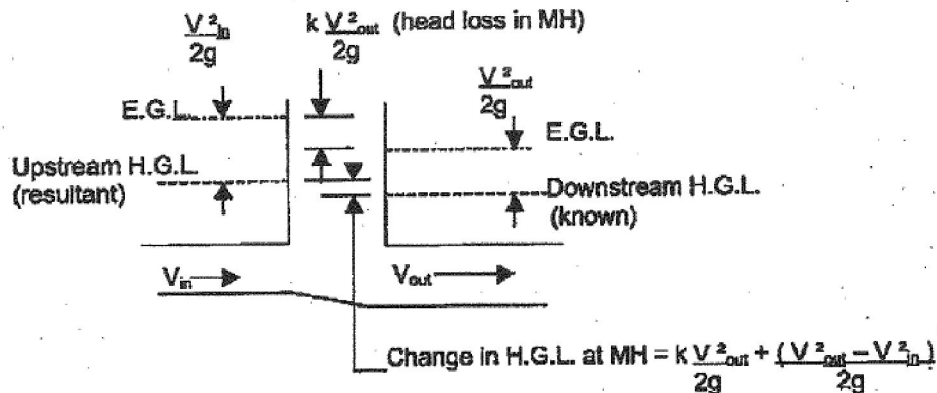 V²in/2g
k V²out/2g (head loss in MH)
V²out/2g
E.G.L.
E.G.L.
Upstream H.G.L.
(resultant)
Downstream H.G.L.
(known)
Vin
Vout
Change in H.G.L. at MH = k V²out/2g + (V²out – V²in)/2g